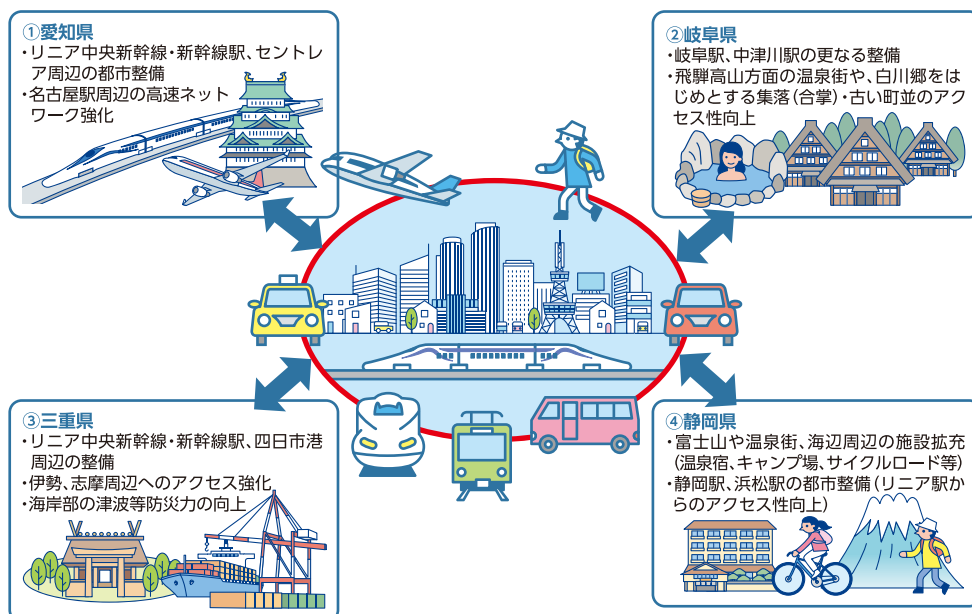 ①愛知県
・リニア中央新幹線・新幹線駅、セントレ
ア周辺の都市整備
・名古屋駅周辺の高速ネット
ワーク強化
②岐阜県
・岐阜駅、中津川駅の更なる整備
・飛騨高山方面の温泉街や、白川郷をは
じめとする集落(合掌)・古い町並のアク
セス性向上
③三重県
・リニア中央新幹線・新幹線駅、四日市港
周辺の整備
・伊勢、志摩周辺へのアクセス強化
・海岸部の津波等防災力の向上
④静岡県
・富士山や温泉街、海辺周辺の施設拡充
(温泉宿、キャンプ場、サイクルロード等)
・静岡駅、浜松駅の都市整備(リニア駅か
らのアクセス性向上)